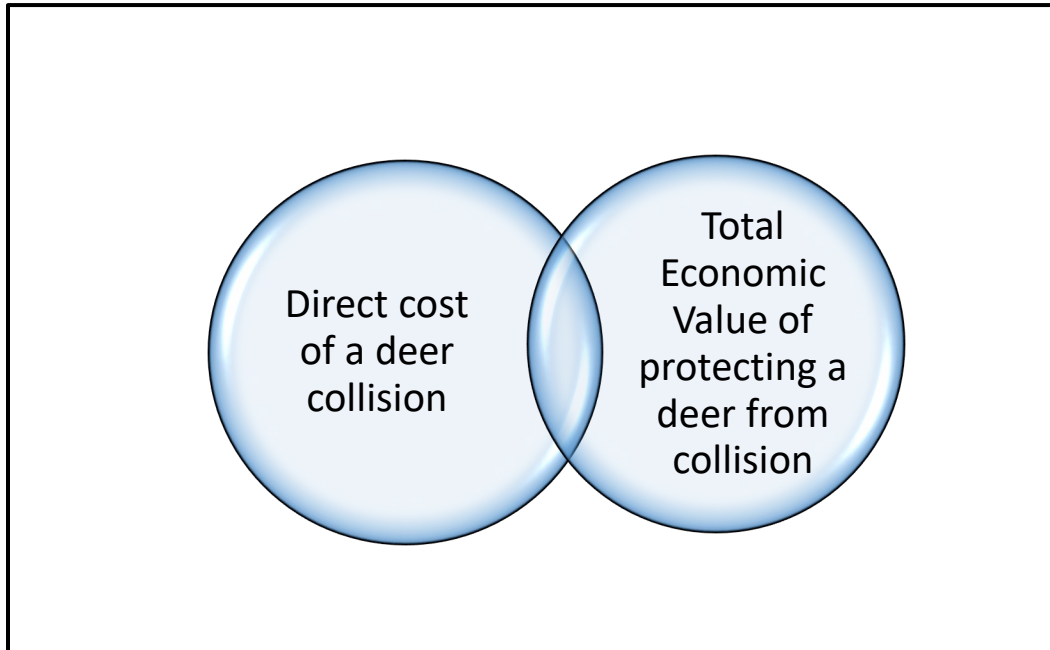 Direct cost
of a deer
collision
Total
Economic
Value of
protecting a
deer from
collision